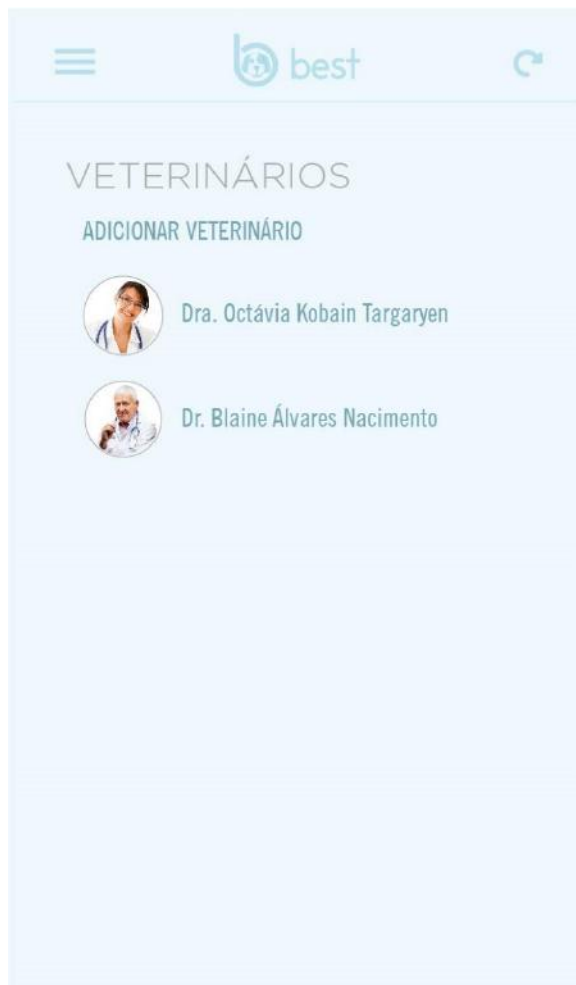 best
VETERINÁRIOS
ADICIONAR VETERINÁRIO
Dra. Octávia Kobain Targaryen
Dr. Blaine Álvares Nacimento